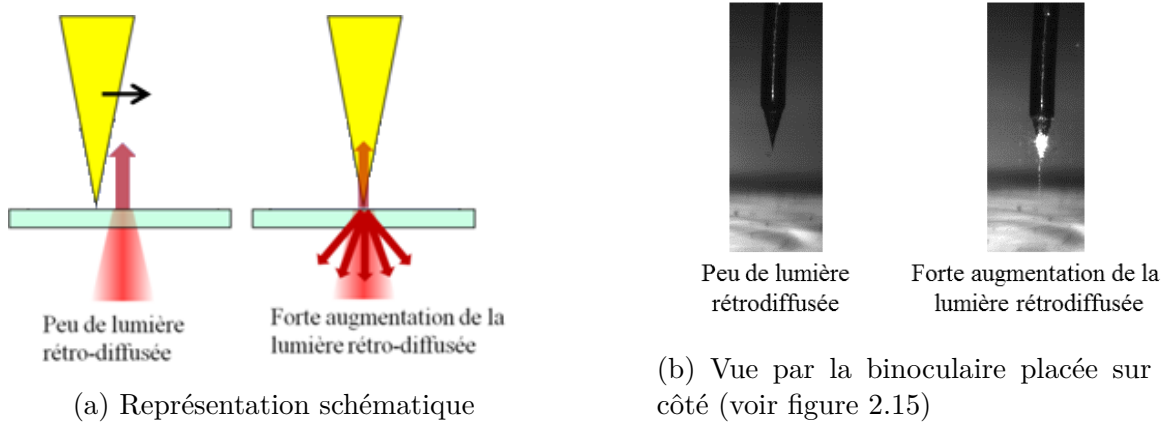 Peu de lumière
rétro-diffusée
Forte augmentation de la
lumière rétro-diffusée
(a) Représentation schématique
Peu de lumière
rétrodiffusée
Forte augmentation de la
lumière rétrodiffusée
(b) Vue par la binoculaire placée sur
côté (voir figure 2.15)